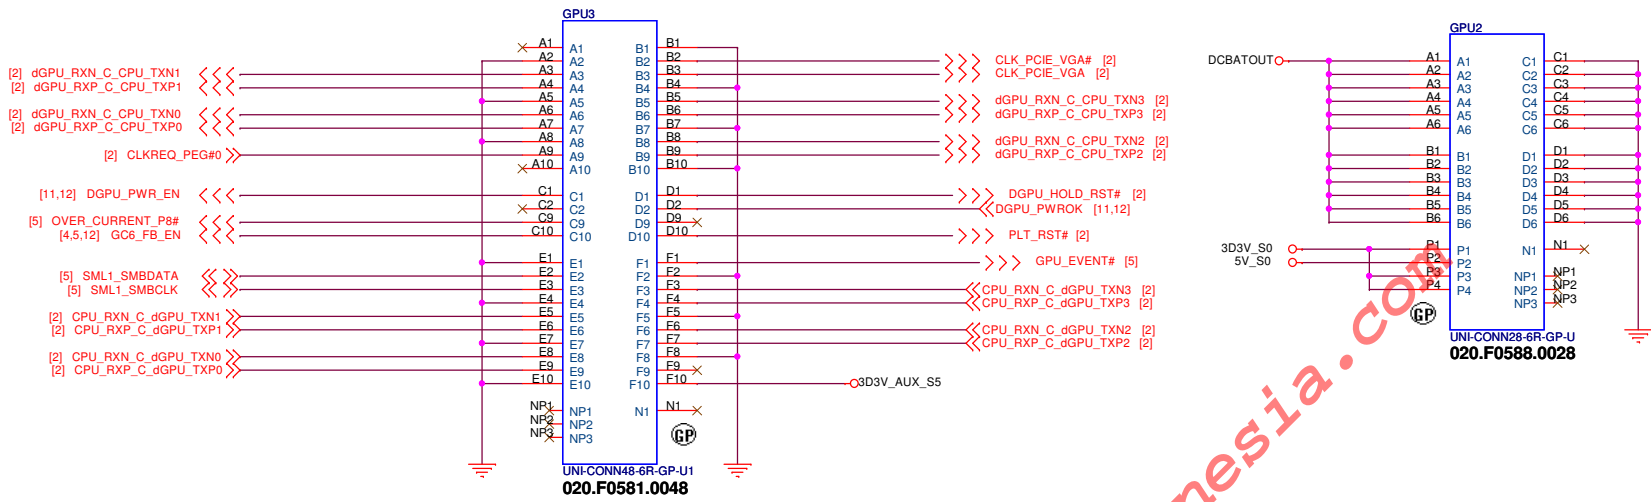 GPU3
A1 A1 B1 B1
A2 A2 B2 B2 CLK_PCIE_VGA# [2]
[2] dGPU_RXN_C_CPU_TXN1 A3 A3 B3 B3 CLK_PCIE_VGA [2]
[2] dGPU_RXP_C_CPU_TXP1 A4 A4 B4 B4
A5 A5 B5 B5 dGPU_RXN_C_CPU_TXN3 [2]
[2] dGPU_RXN_C_CPU_TXN0 A6 A6 B6 B6 dGPU_RXP_C_CPU_TXP3 [2]
[2] dGPU_RXP_C_CPU_TXP0 A7 A7 B7 B7
A8 A8 B8 B8 dGPU_RXN_C_CPU_TXN2 [2]
[2] CLKREQ_PEG#0 A9 A9 B9 B9 dGPU_RXP_C_CPU_TXP2 [2]
A10 A10 B10 B10
[11,12] DGPU_PWR_EN C1 C1 D1 D1 DGPU_HOLD_RST# [2]
C2 C2 D2 D2 DGPU_PWROK [11,12]
[5] OVER_CURRENT_P8# C9 C9 D9 D9
[4,5,12] GC6_FB_EN C10 C10 D10 D10 PLT_RST# [2]
E1 E1 F1 F1 GPU_EVENT# [5]
[5] SML1_SMBDATA E2 E2 F2 F2
[5] SML1_SMBCLK E3 E3 F3 F3 CPU_RXN_C_dGPU_TXN3 [2]
E4 E4 F4 F4 CPU_RXP_C_dGPU_TXP3 [2]
[2] CPU_RXN_C_dGPU_TXN1 E5 E5 F5 F5
[2] CPU_RXP_C_dGPU_TXP1 E6 E6 F6 F6 CPU_RXN_C_dGPU_TXN2 [2]
E7 E7 F7 F7 CPU_RXP_C_dGPU_TXP2 [2]
[2] CPU_RXN_C_dGPU_TXN0 E8 E8 F8 F8
[2] CPU_RXP_C_dGPU_TXP0 E9 E9 F9 F9
E10 E10 F10 F10 3D3V_AUX_S5
NP1 NP1 N1 N1
NP2 NP2
NP3 NP3
GP
UNI-CONN48-6R-GP-U1
020.F0581.0048
GPU2
DCBATOUT A1 A1 C1 C1
A2 A2 C2 C2
A3 A3 C3 C3
A4 A4 C4 C4
A5 A5 C5 C5
A6 A6 C6 C6
B1 B1 D1 D1
B2 B2 D2 D2
B3 B3 D3 D3
B4 B4 D4 D4
B5 B5 D5 D5
B6 B6 D6 D6
3D3V_S0 P1 P1 N1 N1
5V_S0 P2 P2
P3 P3 NP1 NP1
P4 P4 NP2 NP2
NP3 NP3
GP
UNI-CONN28-6R-GP-U
020.F0588.0028
nesia.com